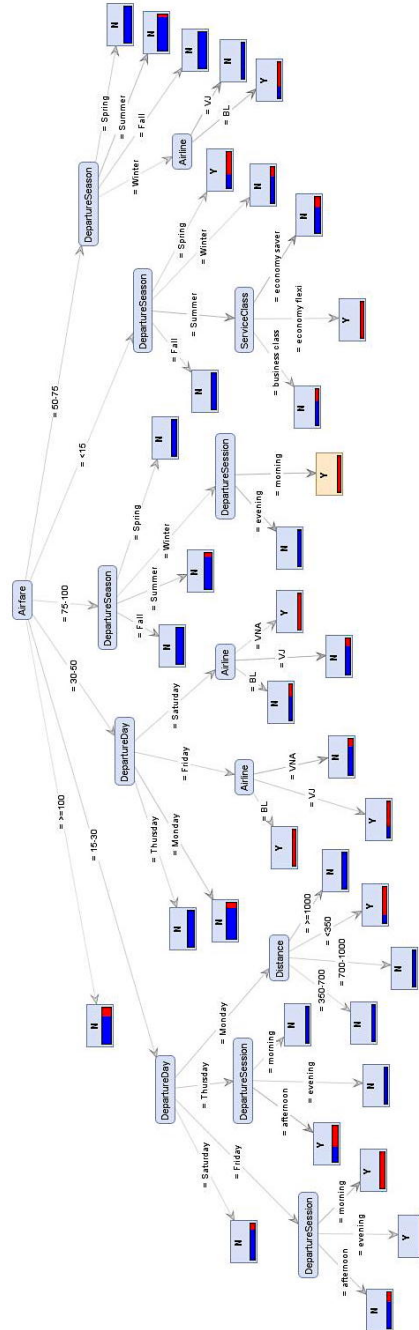 Airfare
= 15-30
= >=100
= 30-50
= 75-100
= <15
= 50-75
DepartureDay
N
DepartureDay
DepartureSeason
DepartureSeason
DepartureSeason
= Saturday
= Friday
= Thursday
= Monday
= Thursday
= Monday
= Friday
= Saturday
= Fall
= Summer
= Winter
= Spring
= Fall
= Summer
= Winter
= Spring
= Winter
= Fall
= Summer
= Spring
N
DepartureSession
DepartureSession
Distance
N
N
Airline
Airline
N
N
DepartureSession
N
N
ServiceClass
N
Y
Airline
N
N
N
= afternoon
= evening
= morning
= afternoon
= evening
= morning
= 350-700
= 700-1000
= <350
= >=1000
= BL
= VJ
= VNA
= BL
= VJ
= VNA
= evening
= morning
= business class
= economy flexi
= economy saver
= BL
= VJ
N
Y
Y
Y
N
N
N
N
Y
N
Y
Y
N
N
N
Y
N
Y
N
Y
N
Y
N